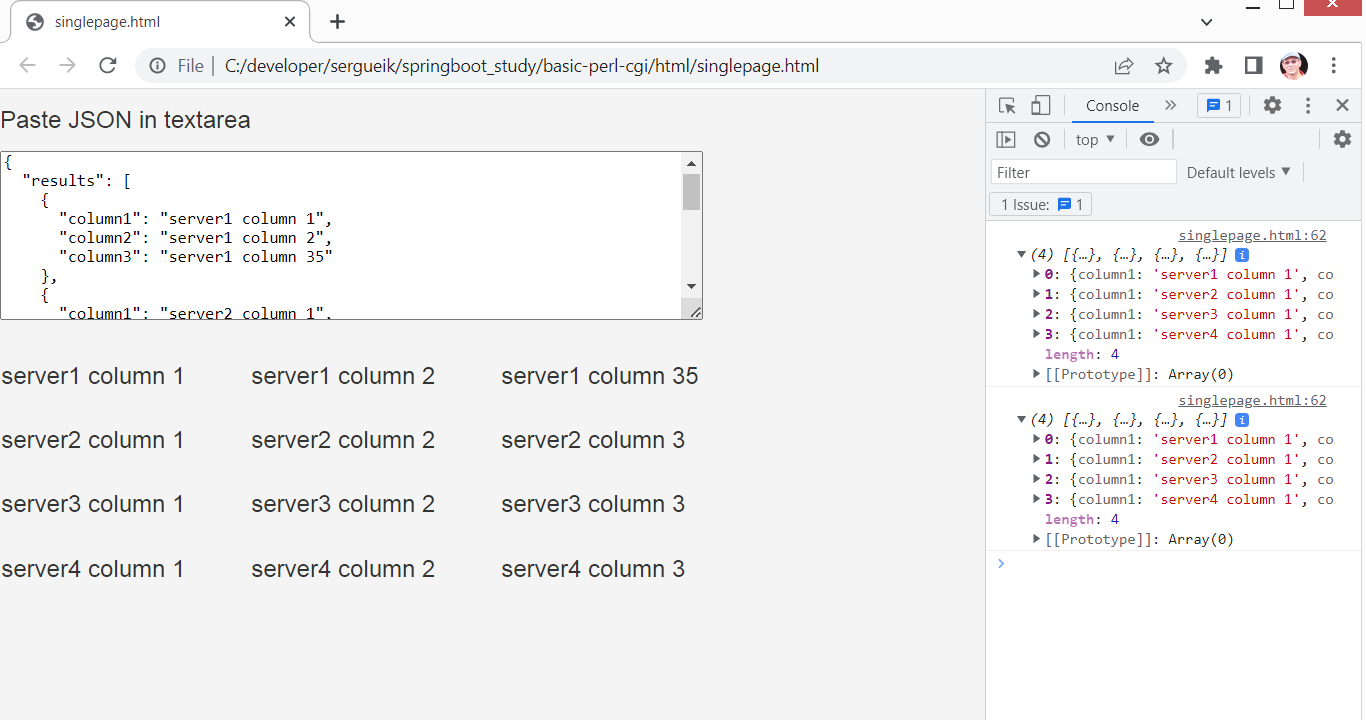 singlepage.html
File | C:/developer/sergueik/springboot_study/basic-perl-cgi/html/singlepage.html
Paste JSON in textarea
{
"results": [
{
"column1": "server1 column 1",
"column2": "server1 column 2",
"column3": "server1 column 35"
},
{
"column1": "server2 column 1",
server1 column 1 server1 column 2 server1 column 35
server2 column 1 server2 column 2 server2 column 3
server3 column 1 server3 column 2 server3 column 3
server4 column 1 server4 column 2 server4 column 3
Console » 1
top
Filter Default levels
1 Issue: 1
singlepage.html:62
(4) [{…}, {…}, {…}, {…}] i
0: {column1: 'server1 column 1', co
1: {column1: 'server2 column 1', co
2: {column1: 'server3 column 1', co
3: {column1: 'server4 column 1', co
length: 4
[[Prototype]]: Array(0)
singlepage.html:62
(4) [{…}, {…}, {…}, {…}] i
0: {column1: 'server1 column 1', co
1: {column1: 'server2 column 1', co
2: {column1: 'server3 column 1', co
3: {column1: 'server4 column 1', co
length: 4
[[Prototype]]: Array(0)